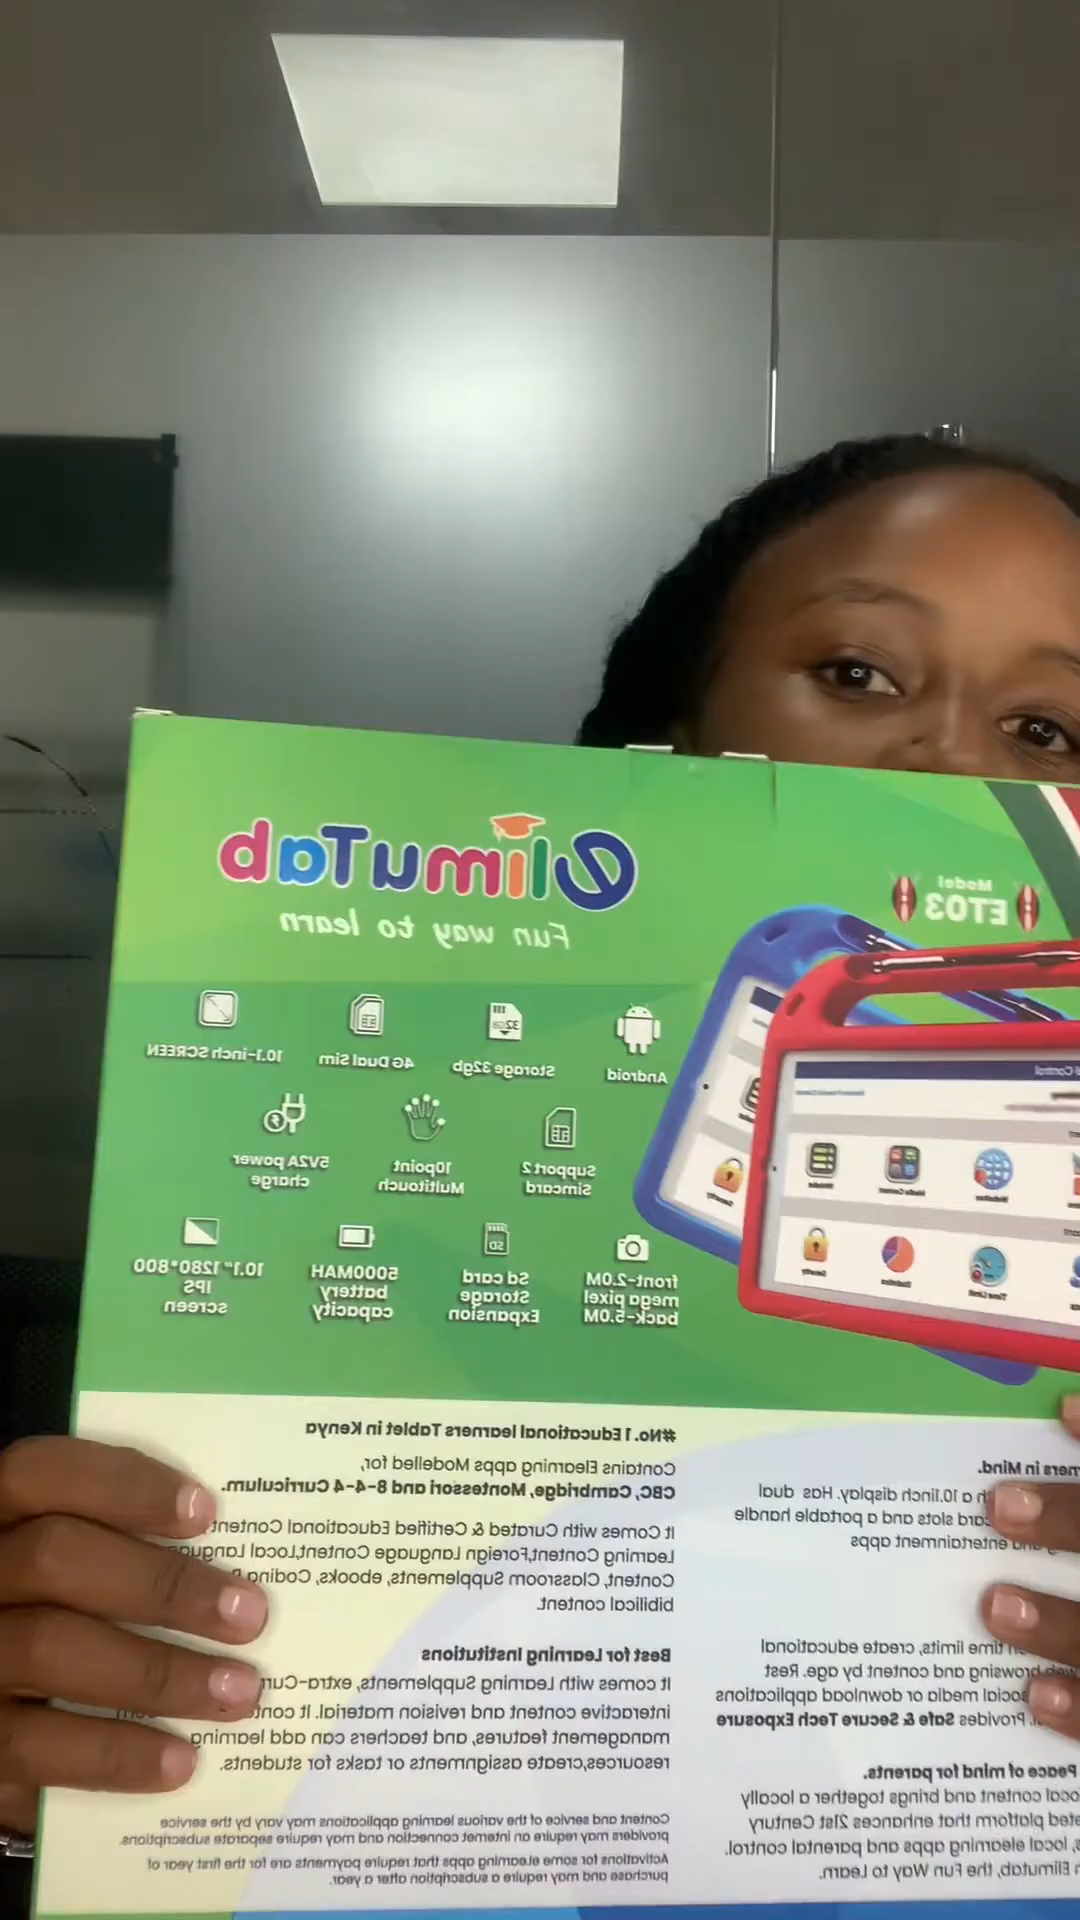 elimuTab
Fun way to learn
Model
ET03
Android
Storage 32gb
4G Dual Sim
10.1-inch SCREEN
Support 2
simcard
10point
Multitouch
5V2A power
charge
front-2.0M
mega pixel
back-5.0M
Sd card
storage
Expansion
5000MAH
battery
capacity
10.1" 1280*800
IPS
screen
#No.1 Educational learners Tablet in Kenya
Contains Elearning apps Modelled for,
CBC, Cambridge, Montessori and 8-4-4 Curriculum.
It Comes with Curated & Certified Educational Content,
Learning Content,Foreign Language Content,Local
Content, Classroom Supplements, ebooks, Coding
biblical content.
Best for Learning Institutions
It comes with Learning Supplements,
interactive content and revision material. It
management features, and teachers can add learning
resources,create assignments or tasks for students.
Content and service of the various learning applications may vary by the service
providers may require an internet connection and may require separate subscriptions.
Activations for some eLearning apps that require payments are for the first year of
purchase and may require a subscription after a year.
in Mind.
a 10.1inch display. Has dual
slots and a portable handle
entertainment apps
time limits, create educational
browsing and content by age. Rest
social media or download applications
Provides Safe & Secure Tech Exposure
Peace of mind for parents.
content and brings together a locally
platform that enhances 21st Century
local elearning apps and parental control.
Elimutab, the Fun Way to Learn.